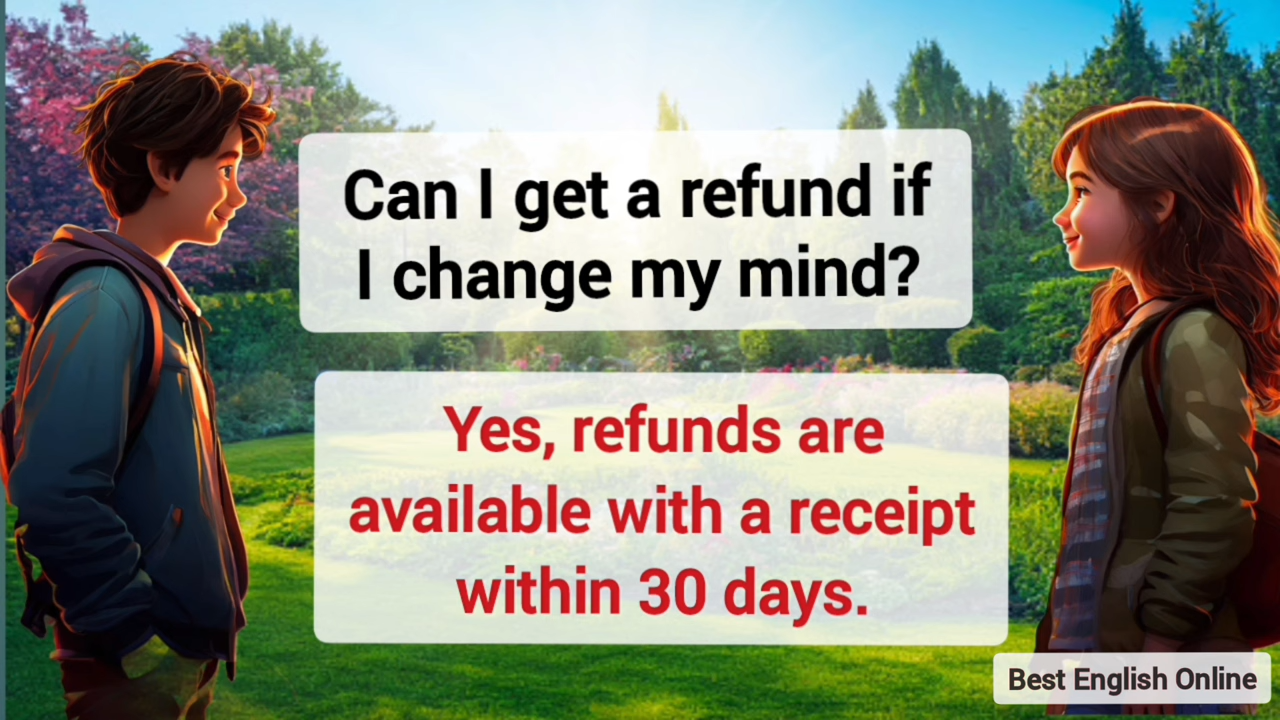 Can I get a refund if
I change my mind?
Yes, refunds are
available with a receipt
within 30 days.
Best English Online